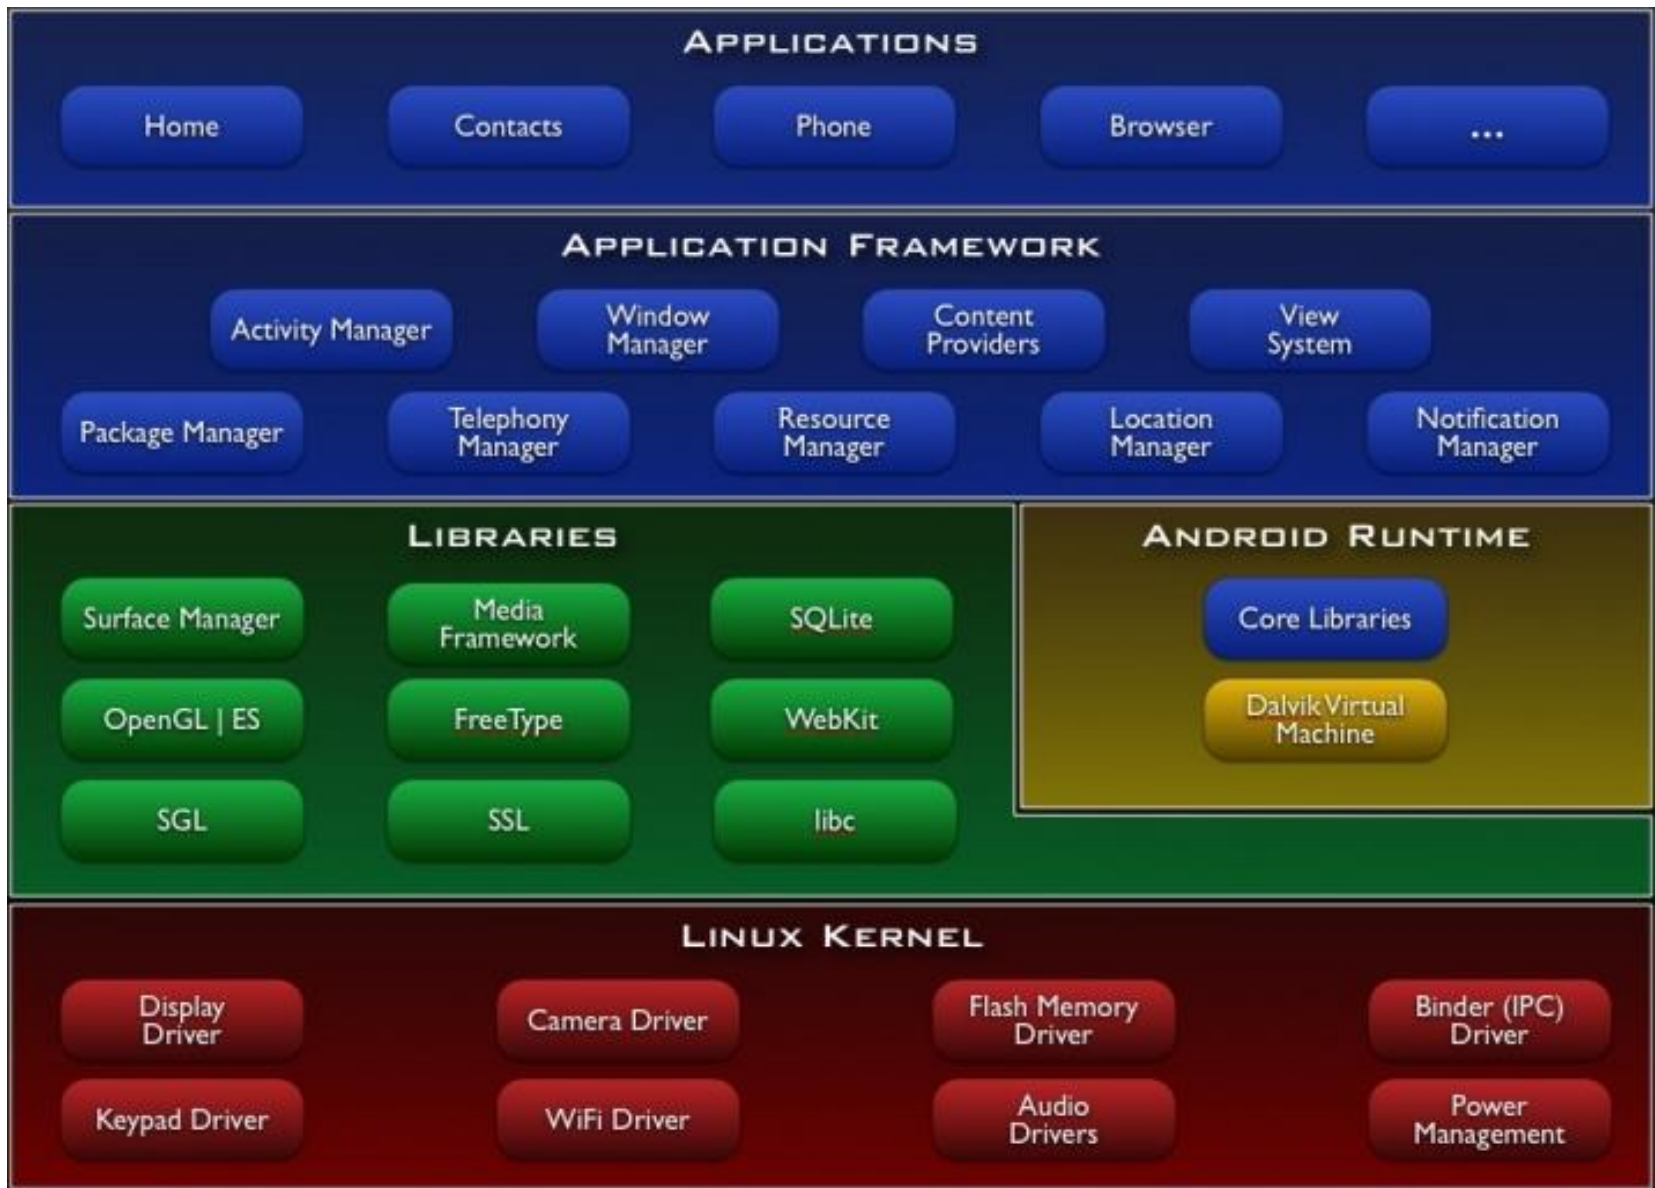 APPLICATIONS
Home
Contacts
Phone
Browser
...
APPLICATION FRAMEWORK
Activity Manager
Window
Manager
Content
Providers
View
System
Package Manager
Telephony
Manager
Resource
Manager
Location
Manager
Notification
Manager
LIBRARIES
Surface Manager
Media
Framework
SQLite
OpenGL | ES
FreeType
WebKit
SGL
SSL
libc
ANDROID RUNTIME
Core Libraries
Dalvik Virtual
Machine
LINUX KERNEL
Display
Driver
Camera Driver
Flash Memory
Driver
Binder (IPC)
Driver
Keypad Driver
WiFi Driver
Audio
Drivers
Power
Management